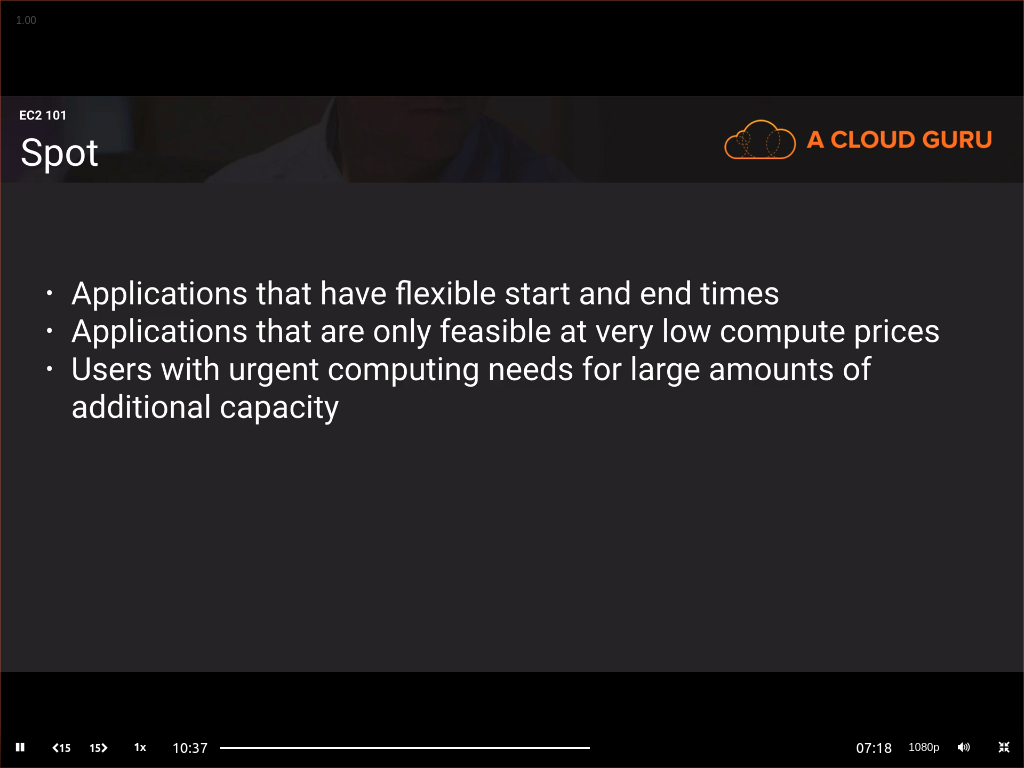 1.00
EC2 101
Spot
A CLOUD GURU
• Applications that have flexible start and end times
• Applications that are only feasible at very low compute prices
• Users with urgent computing needs for large amounts of
additional capacity
15 15 1x 10:37 07:18 1080p